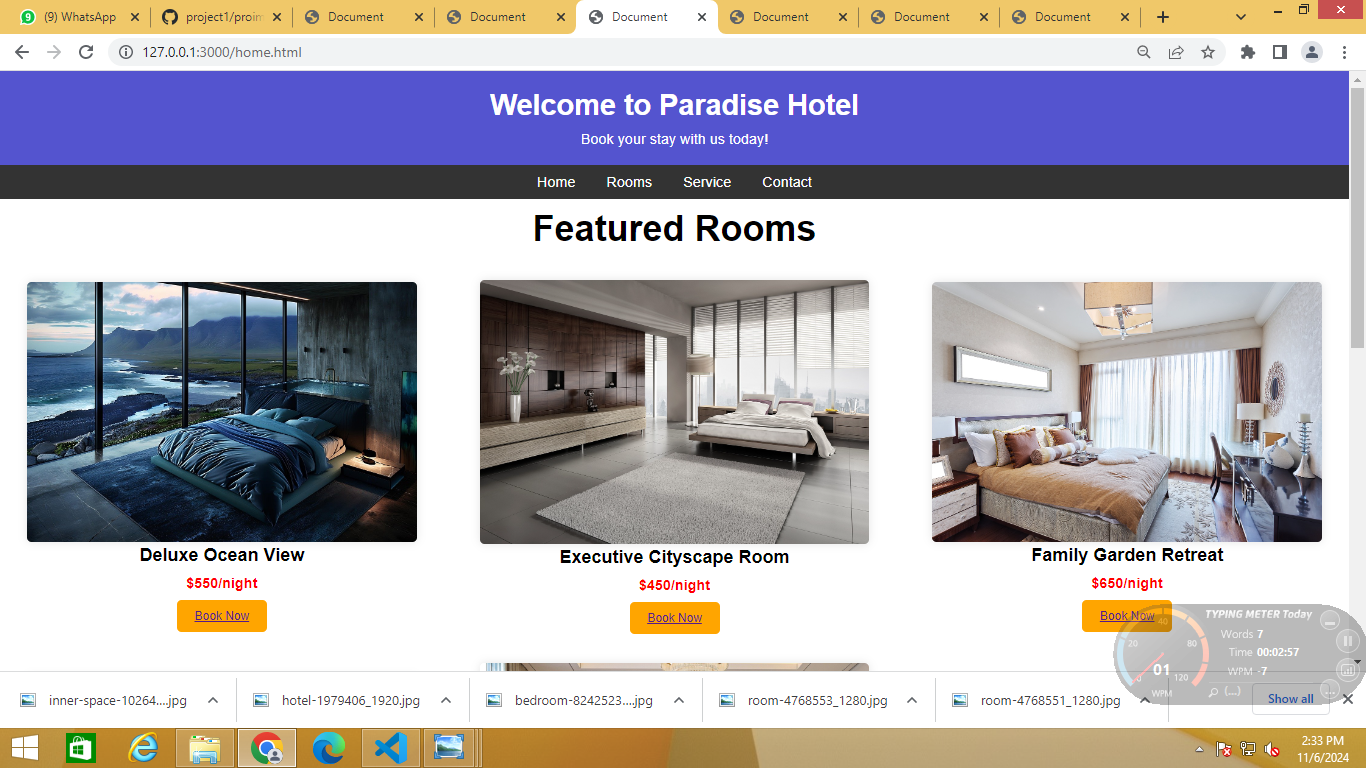 (9) WhatsApp
project1/proim
Document
Document
Document
Document
Document
Document
127.0.0.1:3000/home.html
Welcome to Paradise Hotel
Book your stay with us today!
Home Rooms Service Contact
Featured Rooms
Deluxe Ocean View
$550/night
Book Now
Executive Cityscape Room
$450/night
Book Now
Family Garden Retreat
$650/night
Book Now
TYPING METER Today
Words 7
Time 00:02:57
WPM -7
0 20 40 80 120
01
WPM
(...)
inner-space-10264....jpg
hotel-1979406_1920.jpg
bedroom-8242523....jpg
room-4768553_1280.jpg
room-4768551_1280.jpg
Show all
2:33 PM
11/6/2024